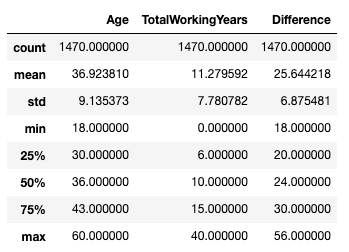 Age TotalWorkingYears Difference
count 1470.000000 1470.000000 1470.000000
mean 36.923810 11.279592 25.644218
std 9.135373 7.780782 6.875481
min 18.000000 0.000000 18.000000
25% 30.000000 6.000000 20.000000
50% 36.000000 10.000000 24.000000
75% 43.000000 15.000000 30.000000
max 60.000000 40.000000 56.000000